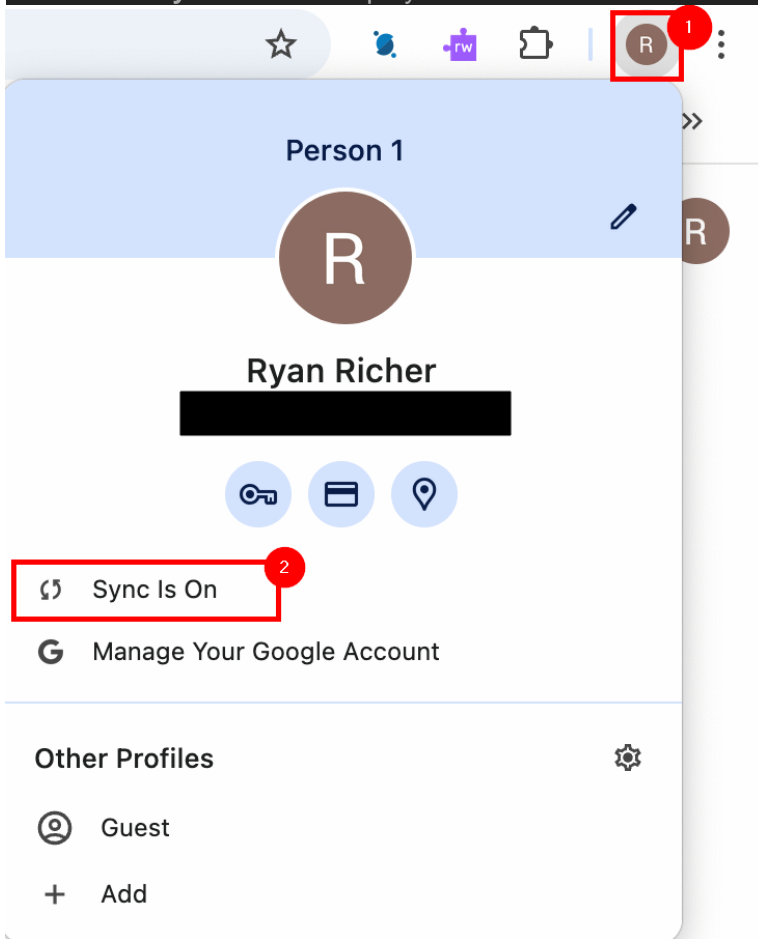 rw
R
1
Person 1
R
R
Ryan Richer
2
Sync Is On
G Manage Your Google Account
Other Profiles
Guest
+ Add